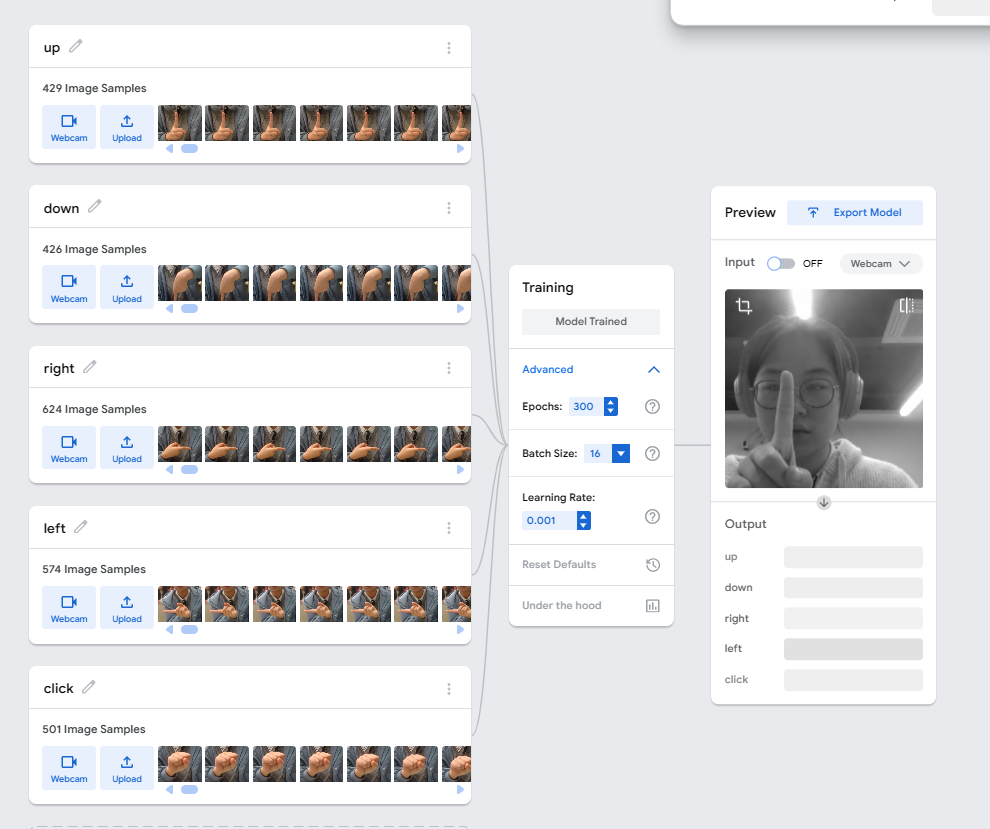 up
429 Image Samples
Webcam
Upload
down
426 Image Samples
Webcam
Upload
right
624 Image Samples
Webcam
Upload
left
574 Image Samples
Webcam
Upload
click
501 Image Samples
Webcam
Upload
Training
Model Trained
Advanced
Epochs: 300
Batch Size: 16
Learning Rate:
0.001
Reset Defaults
Under the hood
Preview
Export Model
Input OFF Webcam
Output
up
down
right
left
click